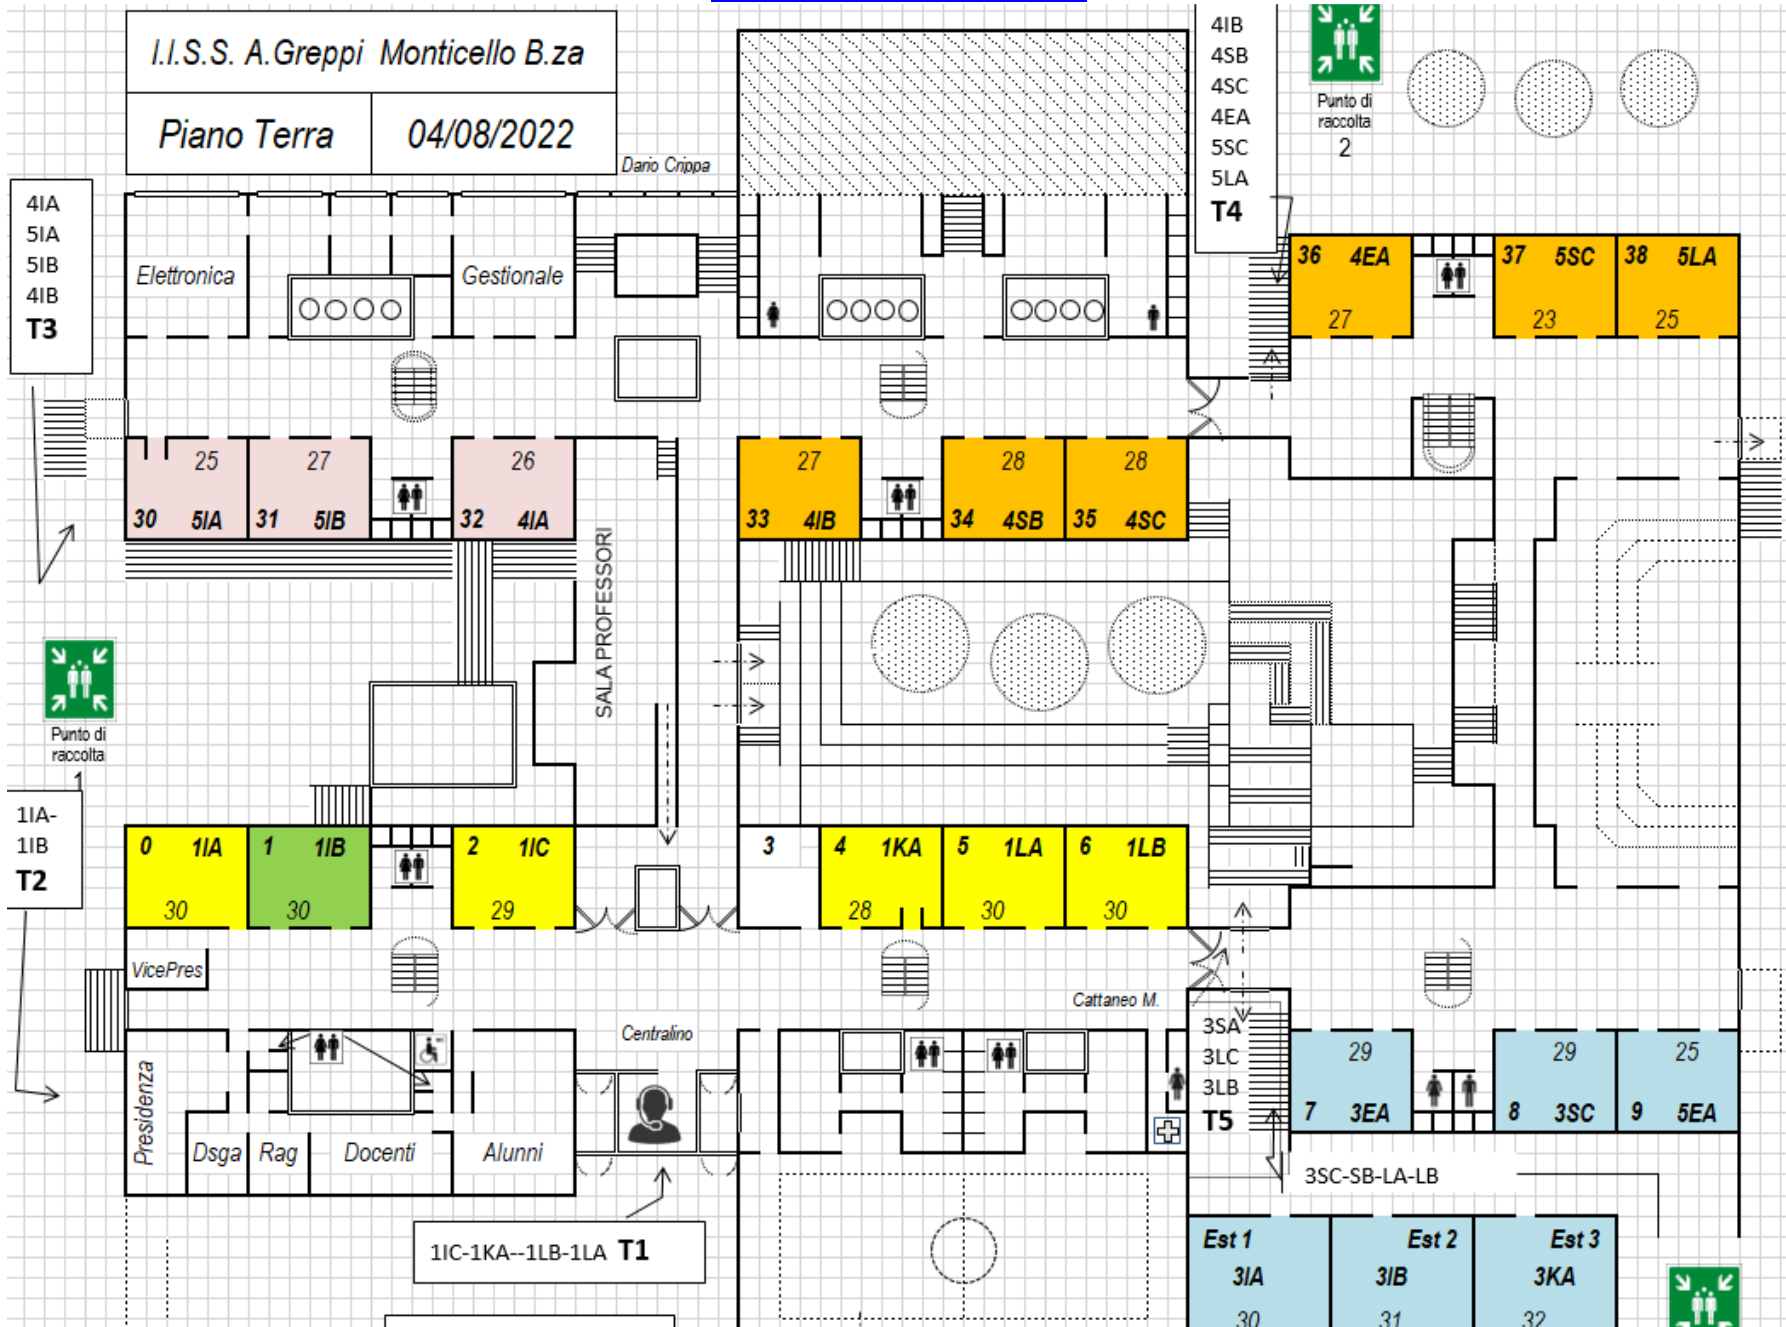 I.I.S.S. A.Greppi Monticello B.za
Piano Terra 04/08/2022
Dario Crippa
4IB
4SB
4SC
4EA
5SC
5LA
T4
Punto di
raccolta
2
4IA
5IA
5IB
4IB
T3
Elettronica
Gestionale
36 4EA
27
37 5SC
23
38 5LA
25
25
30 5IA
27
31 5IB
26
32 4IA
27
33 4IB
28
34 4SB
28
35 4SC
SALA PROFESSORI
Punto di
raccolta
1
1IA-
1IB
T2
0 1IA
30
1 1IB
30
2 1IC
29
3
4 1KA
28
5 1LA
30
6 1LB
30
VicePres
Cattaneo M.
Centralino
Presidenza
Dsga
Rag
Docenti
Alunni
3SA
3LC
3LB
T5
29
7 3EA
29
8 3SC
25
9 5EA
3SC-SB-LA-LB
1IC-1KA--1LB-1LA T1
Est 1
3IA
30
Est 2
3IB
31
Est 3
3KA
32